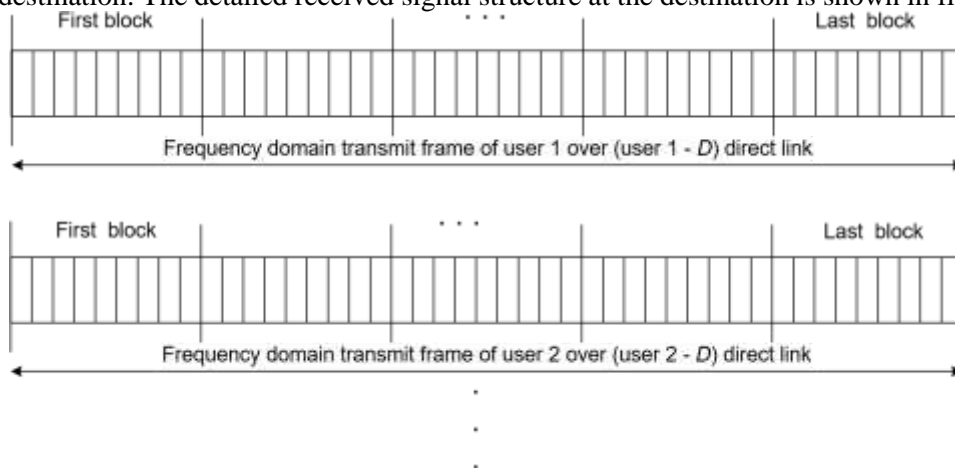 destination. The detailed received signal structure at the destination is shown in
First block . . . Last block
Frequency domain transmit frame of user 1 over (user 1 - D) direct link
First block . . . Last block
Frequency domain transmit frame of user 2 over (user 2 - D) direct link
.
.
.